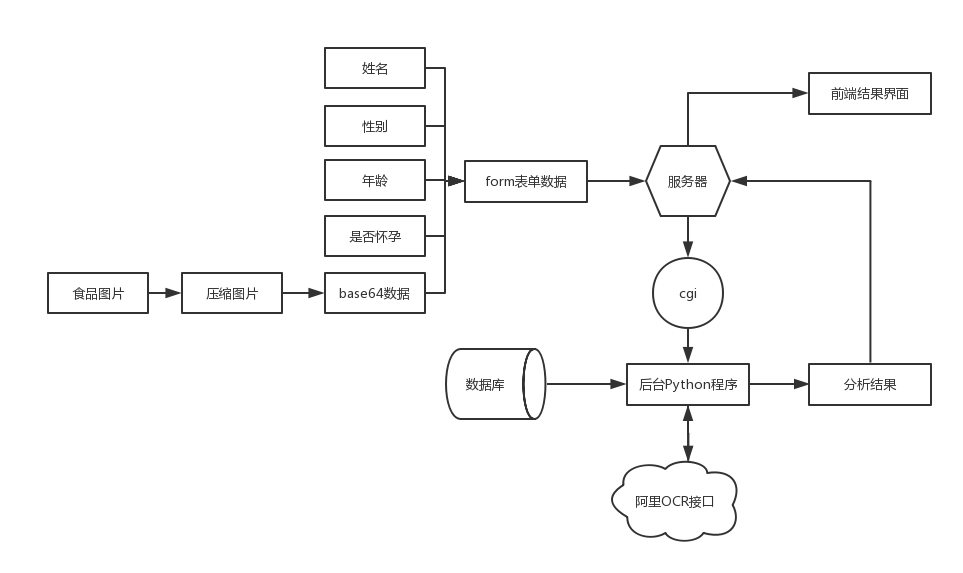 姓名
性别
年龄
是否怀孕
食品图片
压缩图片
base64数据
form表单数据
服务器
前端结果界面
cgi
数据库
后台Python程序
分析结果
阿里OCR接口